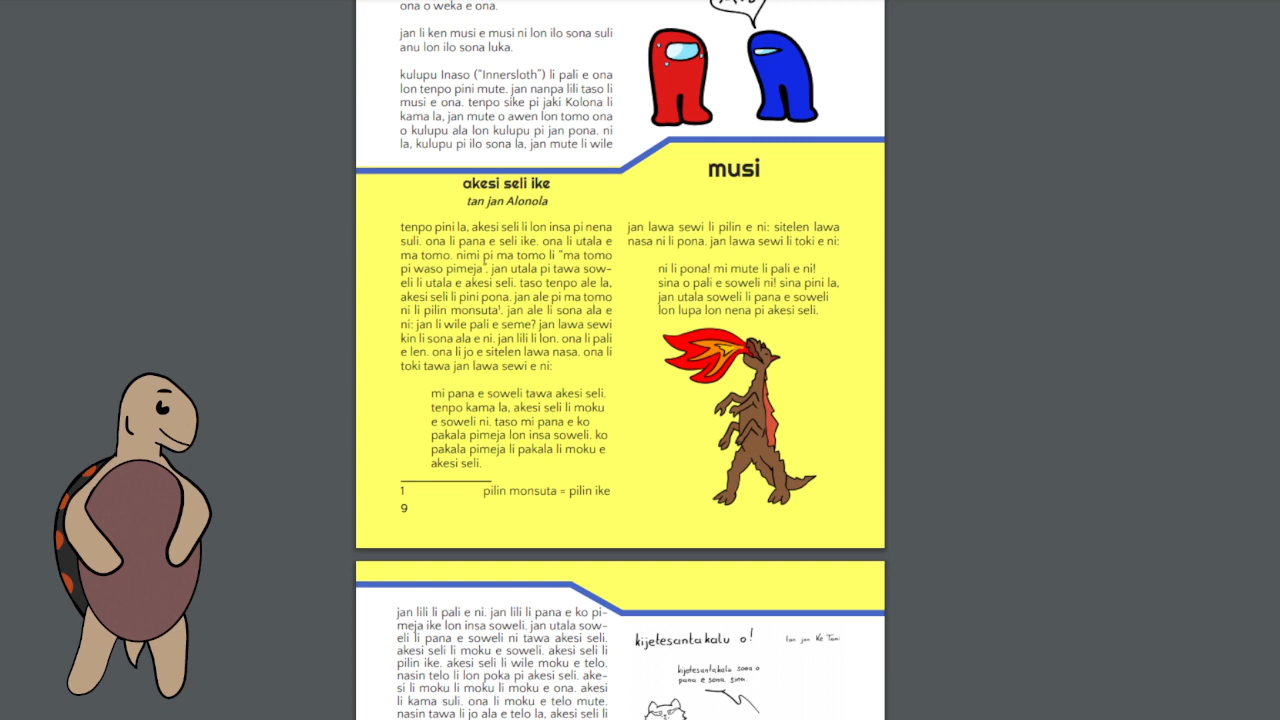 ona o weka e ona.
jan li ken musi e musi ni lon ilo sona suli
anu lon ilo sona luka.
kulupu Inaso (“Innersloth”) li pali e ona
lon tenpo pini mute. jan nanpa lili taso li
musi e ona. tenpo sike pi jaki Kolona li
kama la, jan mute o awen lon tomo ona
o kulupu ala lon kulupu pi jan pona. ni
la, kulupu pi ilo sona la, jan mute li wile
musi
akesi seli ike
tan jan Alonola
tenpo pini la, akesi seli li lon insa pi nena
suli. ona li pana e seli ike. ona li utala e
ma tomo. nimi pi ma tomo li “ma tomo
pi waso pimeja”. jan utala pi tawa sow-
eli li utala e akesi seli. taso tenpo ale la,
akesi seli li pini pona. jan ale pi ma tomo
ni li pilin monsuta¹. jan ale li sona ala e
ni: jan li wile pali e seme? jan lawa sewi
kin li sona ala e ni. jan lili li lon. ona li pali
e len. ona li jo e sitelen lawa nasa. ona li
toki tawa jan lawa sewi e ni:
mi pana e soweli tawa akesi seli.
tenpo kama la, akesi seli li moku
e soweli ni. taso mi pana e ko
pakala pimeja lon insa soweli. ko
pakala pimeja li pakala li moku e
akesi seli.
1 pilin monsuta = pilin ike
9
jan lawa sewi li pilin e ni: sitelen lawa
nasa ni li pona. jan lawa sewi li toki e ni:
ni li pona! mi mute li pali e ni!
sina o pali e soweli ni! sina pini la,
jan utala soweli li pana e soweli
lon lupa lon nena pi akesi seli.
jan lili li pali e ni. jan lili li pana e ko pi-
meja ike lon insa soweli. jan utala sow-
eli li pana e soweli ni tawa akesi seli.
akesi seli li moku e soweli. akesi seli li
pilin ike. akesi seli li wile moku e telo.
nasin telo li lon poka pi akesi seli. ake-
si li moku li moku li moku e ona. akesi
li kama suli. ona li moku e telo mute.
nasin tawa li jo ala e telo la, akesi seli li
kijetesantakalu o!
tan jan Ke Tami
kijetesantakalu sona o
pana e sona sina.